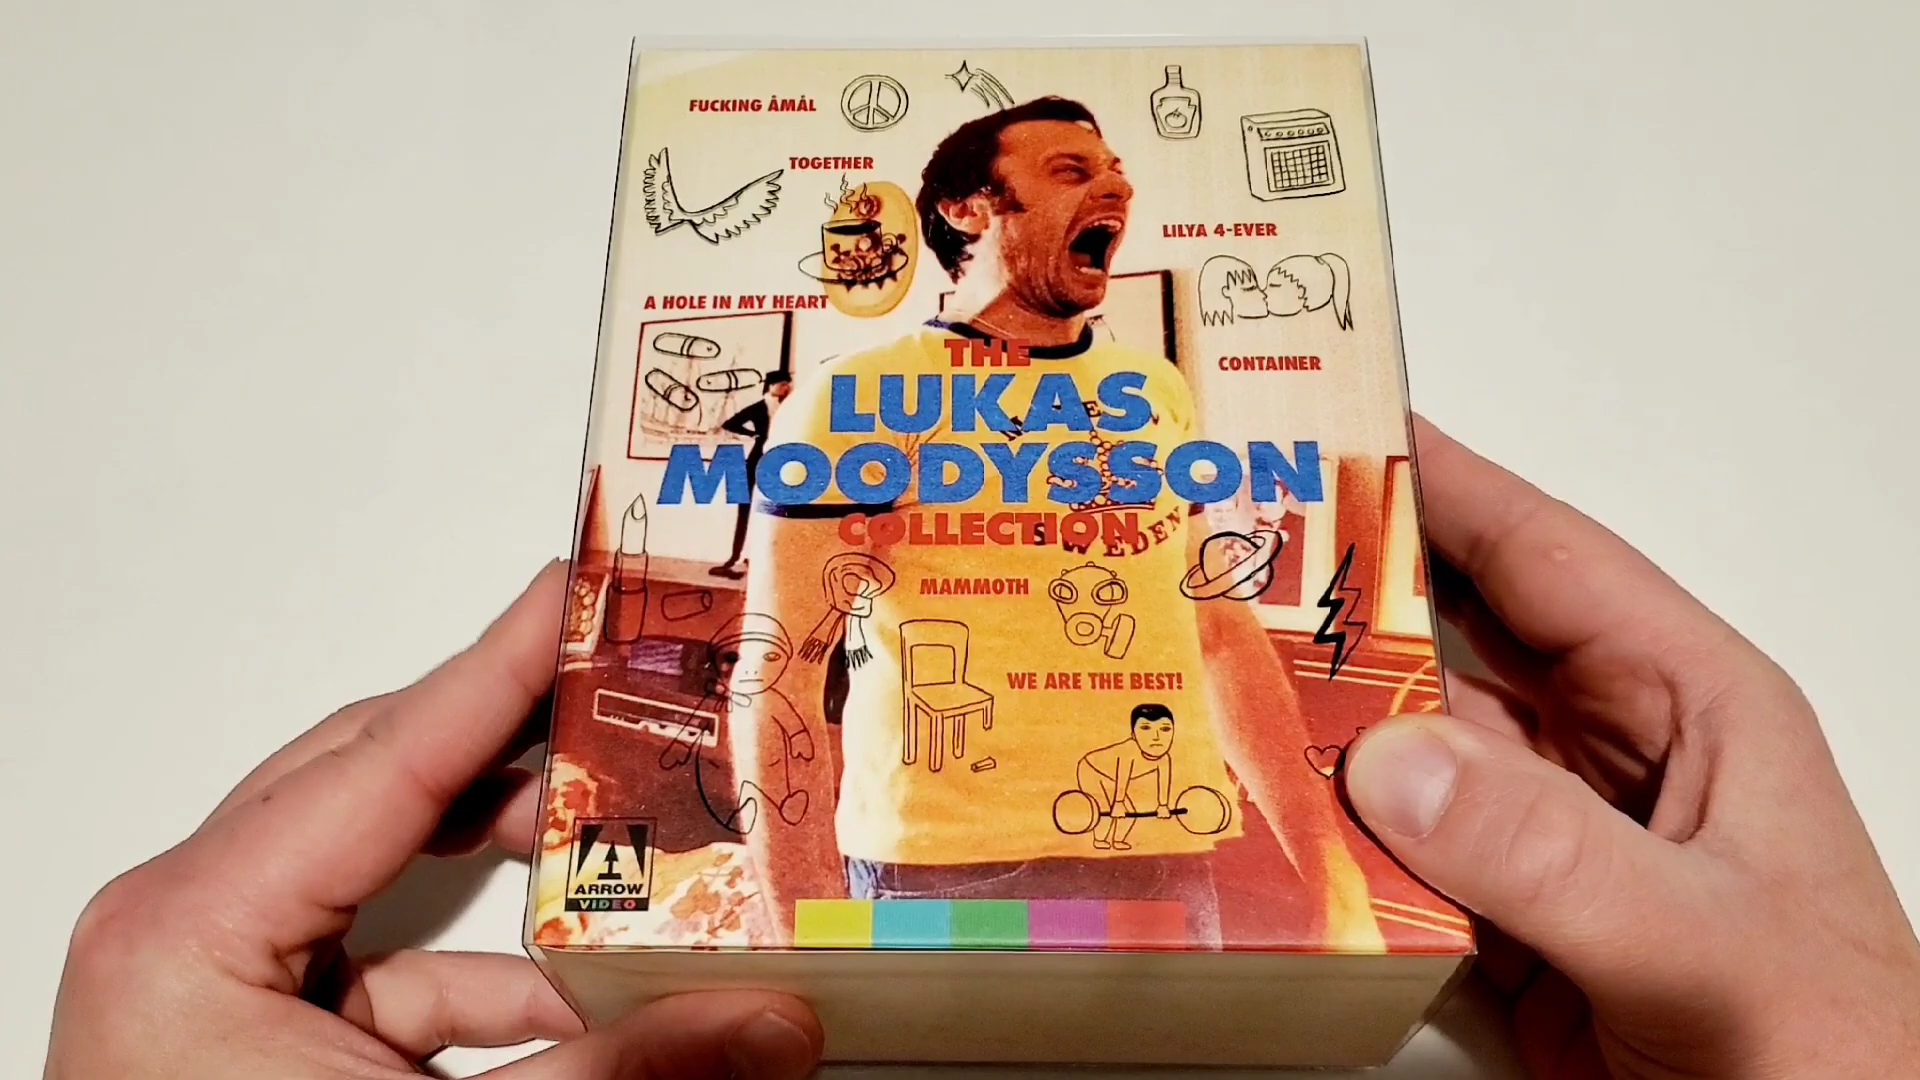 FUCKING ÅMÅL
TOGETHER
LILYA 4-EVER
A HOLE IN MY HEART
THE
CONTAINER
LUKAS
MOODYSSON
COLLECTION
SWEDEN
MAMMOTH
WE ARE THE BEST!
ARROW
VIDEO